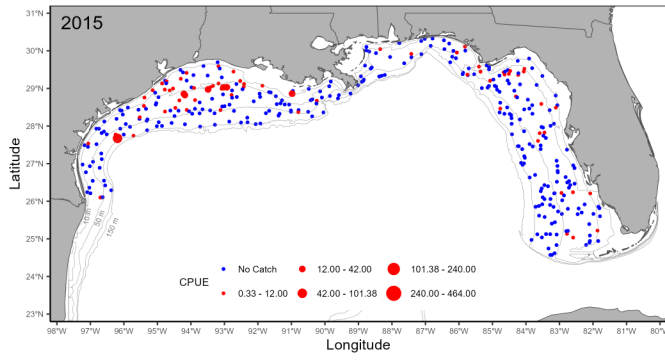 2015
31°N
30°N
29°N
28°N
27°N
26°N
25°N
24°N
23°N
Latitude
10 m
50 m
150 m
CPUE
No Catch
12.00 - 42.00
101.38 - 240.00
0.33 - 12.00
42.00 - 101.38
240.00 - 464.00
98°W 97°W 96°W 95°W 94°W 93°W 92°W 91°W 90°W 89°W 88°W 87°W 86°W 85°W 84°W 83°W 82°W 81°W 80°W
Longitude